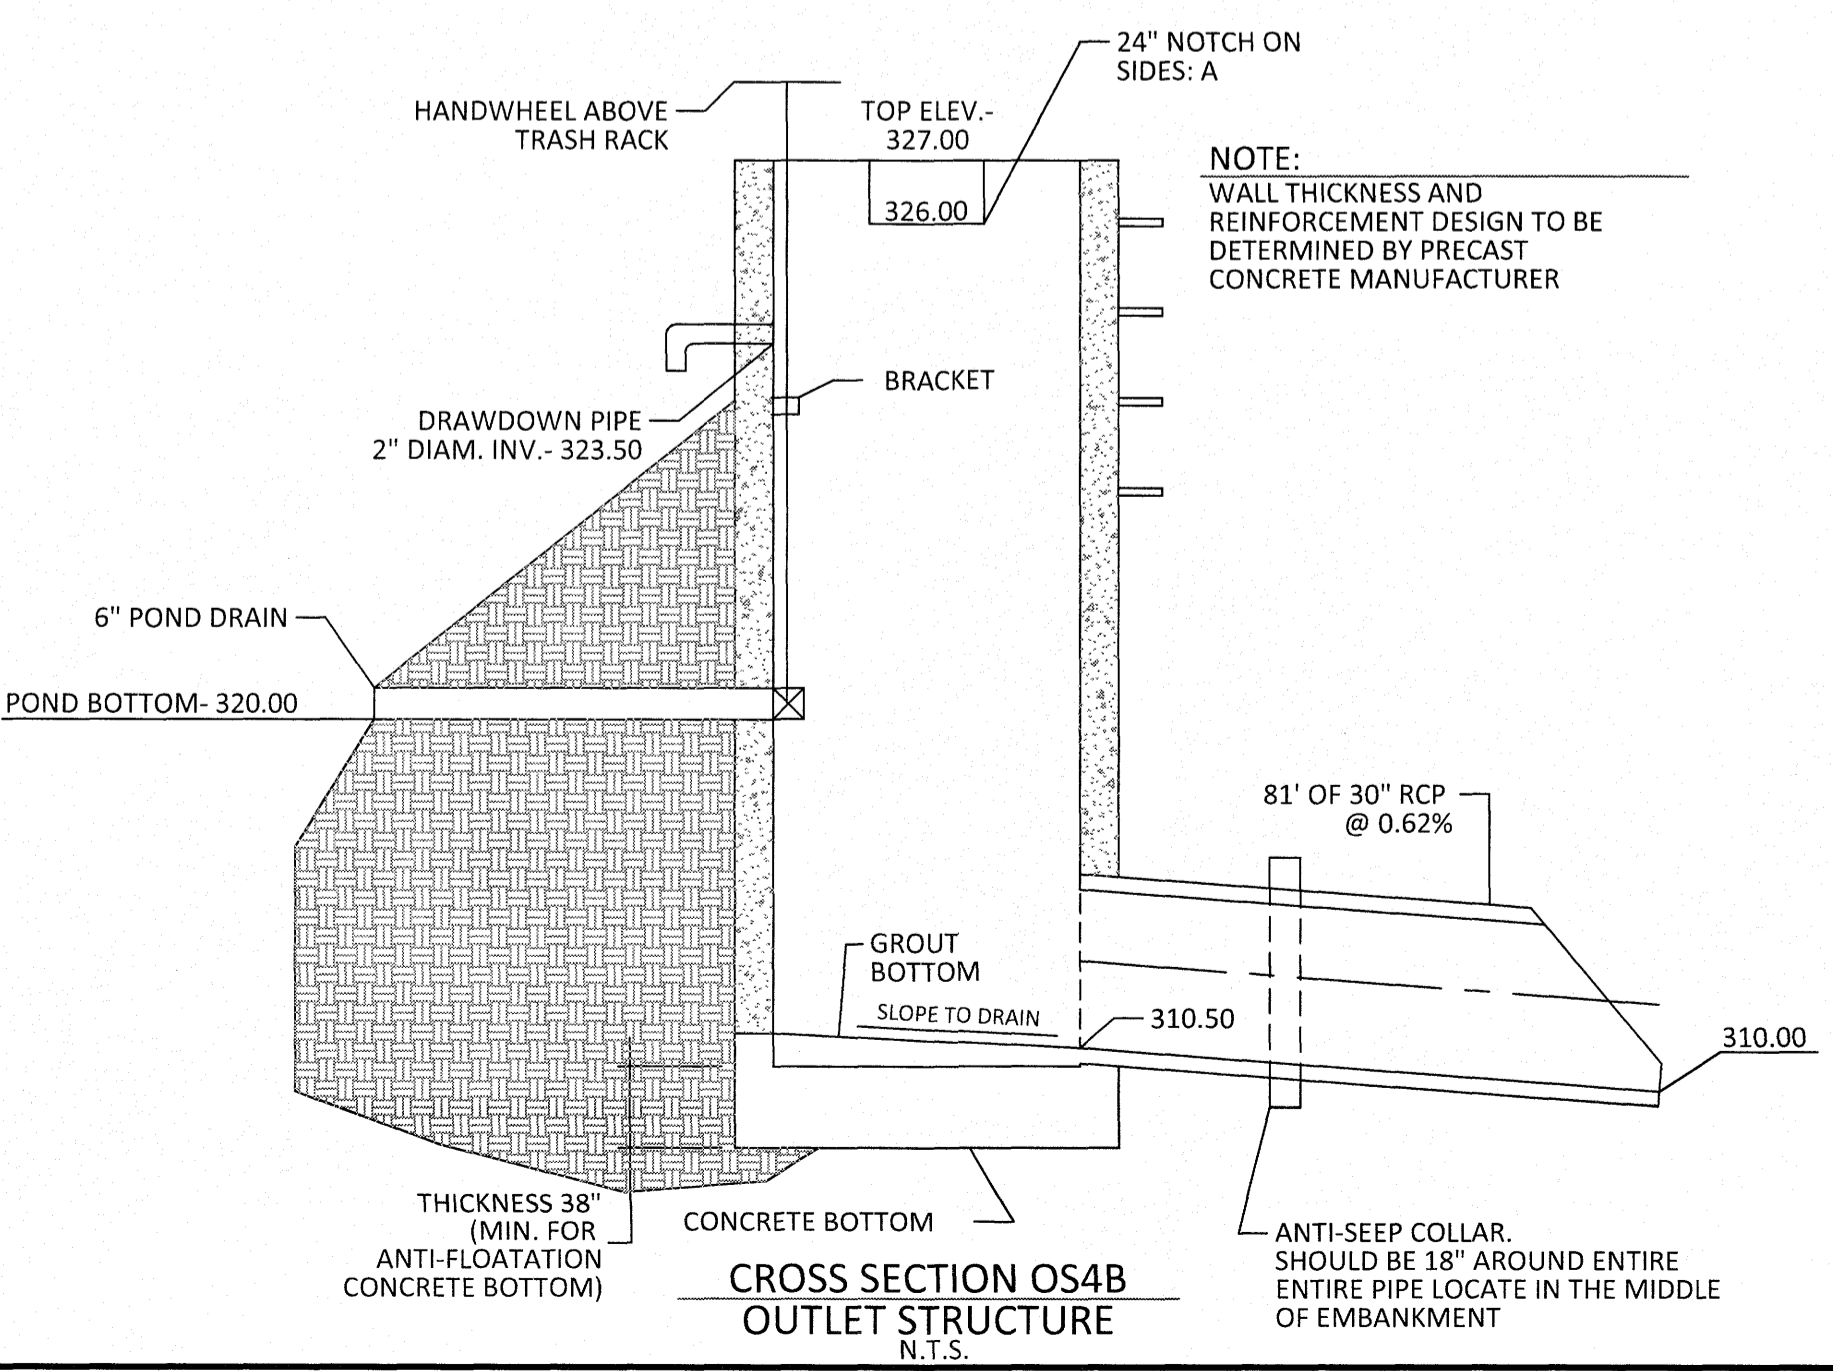 24" NOTCH ON
SIDES: A
HANDWHEEL ABOVE
TRASH RACK
TOP ELEV.-
327.00
326.00
NOTE:
WALL THICKNESS AND
REINFORCEMENT DESIGN TO BE
DETERMINED BY PRECAST
CONCRETE MANUFACTURER
BRACKET
DRAWDOWN PIPE
2" DIAM. INV.- 323.50
6" POND DRAIN
POND BOTTOM- 320.00
81' OF 30" RCP
@ 0.62%
GROUT
BOTTOM
SLOPE TO DRAIN
310.50
310.00
THICKNESS 38"
(MIN. FOR
ANTI-FLOATATION
CONCRETE BOTTOM)
CONCRETE BOTTOM
ANTI-SEEP COLLAR.
SHOULD BE 18" AROUND ENTIRE
ENTIRE PIPE LOCATE IN THE MIDDLE
OF EMBANKMENT
CROSS SECTION OS4B
OUTLET STRUCTURE
N.T.S.